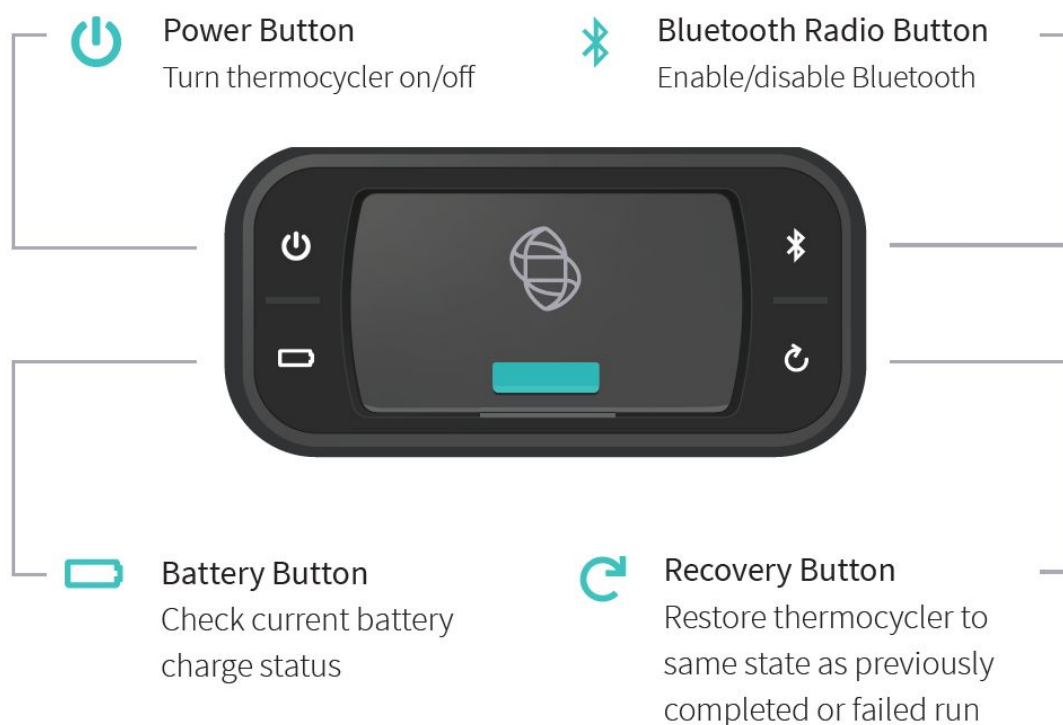 Power Button
Turn thermocycler on/off
Bluetooth Radio Button
Enable/disable Bluetooth
Battery Button
Check current battery
charge status
Recovery Button
Restore thermocycler to
same state as previously
completed or failed run